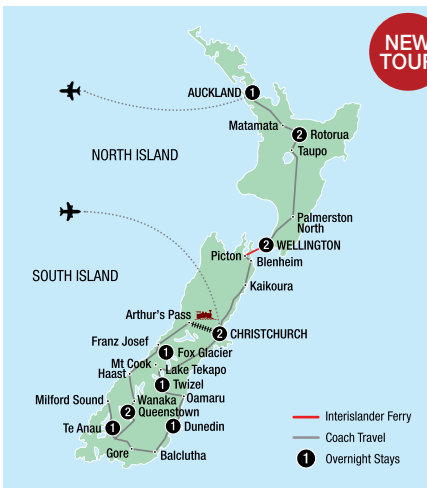 NEW
TOUR
AUCKLAND 1
Matamata
2 Rotorua
Taupo
NORTH ISLAND
Palmerston
North
2 WELLINGTON
Picton
Blenheim
SOUTH ISLAND
Kaikoura
Arthur's Pass
2 CHRISTCHURCH
Franz Josef
1 Fox Glacier
Mt Cook
Lake Tekapo
Haast
1 Twizel
Milford Sound
Wanaka
Oamaru
2 Queenstown
Te Anau 1
1 Dunedin
Gore
Balclutha
Interislander Ferry
Coach Travel
1 Overnight Stays